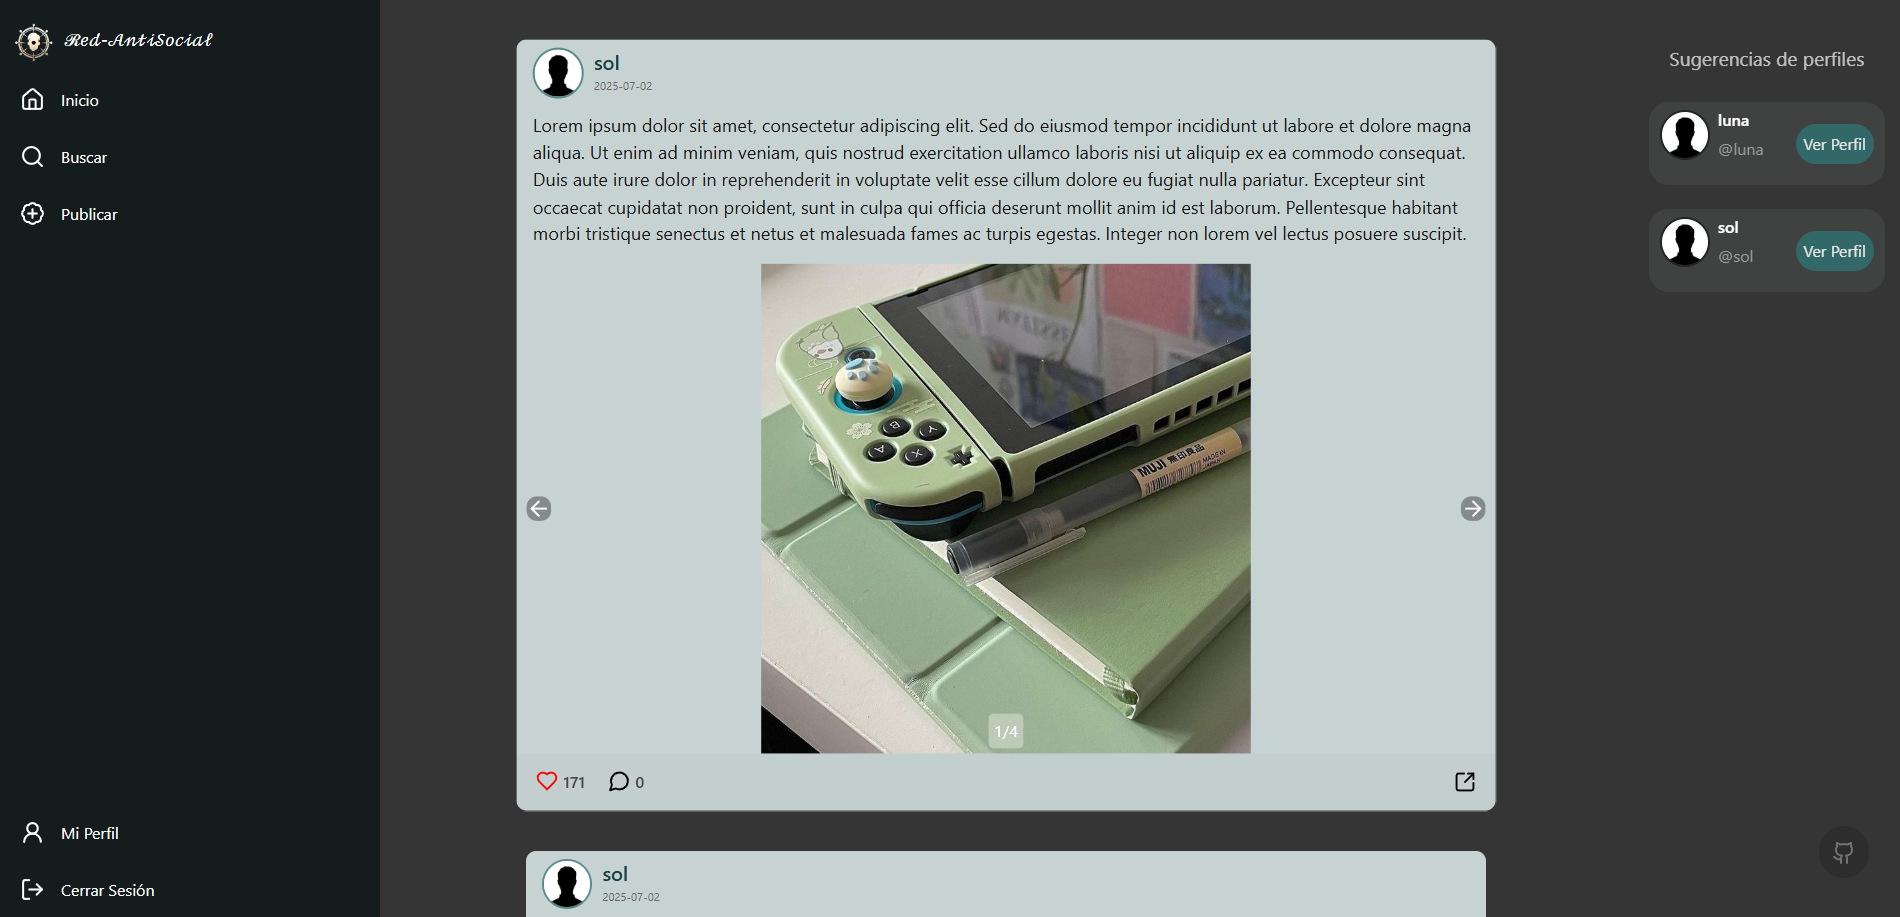 Red-AntiSocial
Inicio
Buscar
Publicar
Mi Perfil
Cerrar Sesión
sol
2025-07-02
Lorem ipsum dolor sit amet, consectetur adipiscing elit. Sed do eiusmod tempor incididunt ut labore et dolore magna
aliqua. Ut enim ad minim veniam, quis nostrud exercitation ullamco laboris nisi ut aliquip ex ea commodo consequat.
Duis aute irure dolor in reprehenderit in voluptate velit esse cillum dolore eu fugiat nulla pariatur. Excepteur sint
occaecat cupidatat non proident, sunt in culpa qui officia deserunt mollit anim id est laborum. Pellentesque habitant
morbi tristique senectus et netus et malesuada fames ac turpis egestas. Integer non lorem vel lectus posuere suscipit.
B
Y
A
X
MUJI 無印良品
MADE IN
JAPAN
1/4
171
0
sol
2025-07-02
Sugerencias de perfiles
luna
@luna
Ver Perfil
sol
@sol
Ver Perfil